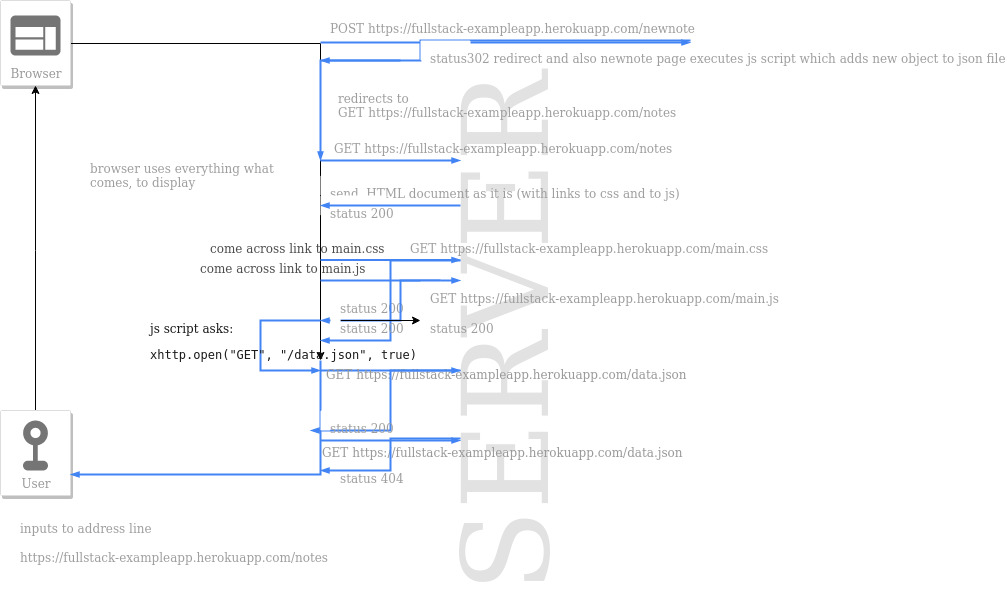 POST https://fullstack-exampleapp.herokuapp.com/newnote
status302 redirect and also newnote page executes js script which adds new object to json file
Browser
redirects to
GET https://fullstack-exampleapp.herokuapp.com/notes
GET https://fullstack-exampleapp.herokuapp.com/notes
browser uses everything what
comes, to display
send HTML document as it is (with links to css and to js)
status 200
come across link to main.css
GET https://fullstack-exampleapp.herokuapp.com/main.css
come across link to main.js
GET https://fullstack-exampleapp.herokuapp.com/main.js
status 200
js script asks:
status 200
status 200
xhttp.open("GET", "/data.json", true)
GET https://fullstack-exampleapp.herokuapp.com/data.json
status 200
GET https://fullstack-exampleapp.herokuapp.com/data.json
status 404
User
inputs to address line
https://fullstack-exampleapp.herokuapp.com/notes
SERVER